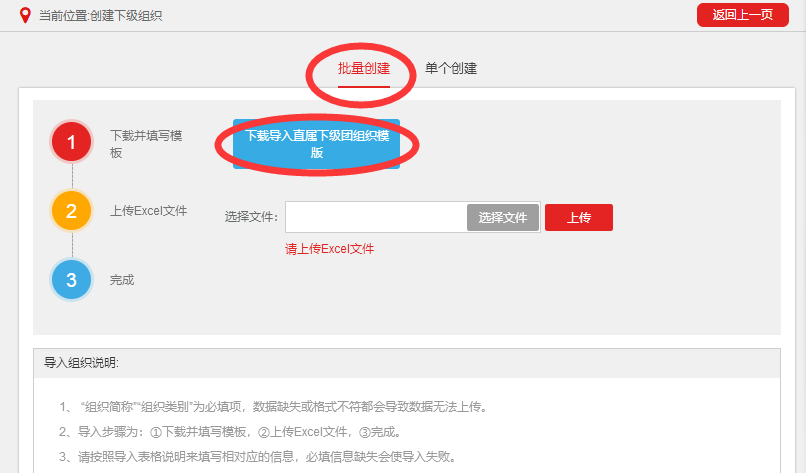 当前位置:创建下级组织
返回上一页
批量创建 单个创建
1 下载并填写模
板
下载导入直属下级团组织模
版
2 上传Excel文件 选择文件: 选择文件 上传
请上传Excel文件
3 完成
导入组织说明:
1、 “组织简称”“组织类别”为必填项，数据缺失或格式不符都会导致数据无法上传。
2、导入步骤为：①下载并填写模板，②上传Excel文件，③完成。
3、请按照导入表格说明来填写相对应的信息，必填信息缺失会使导入失败。